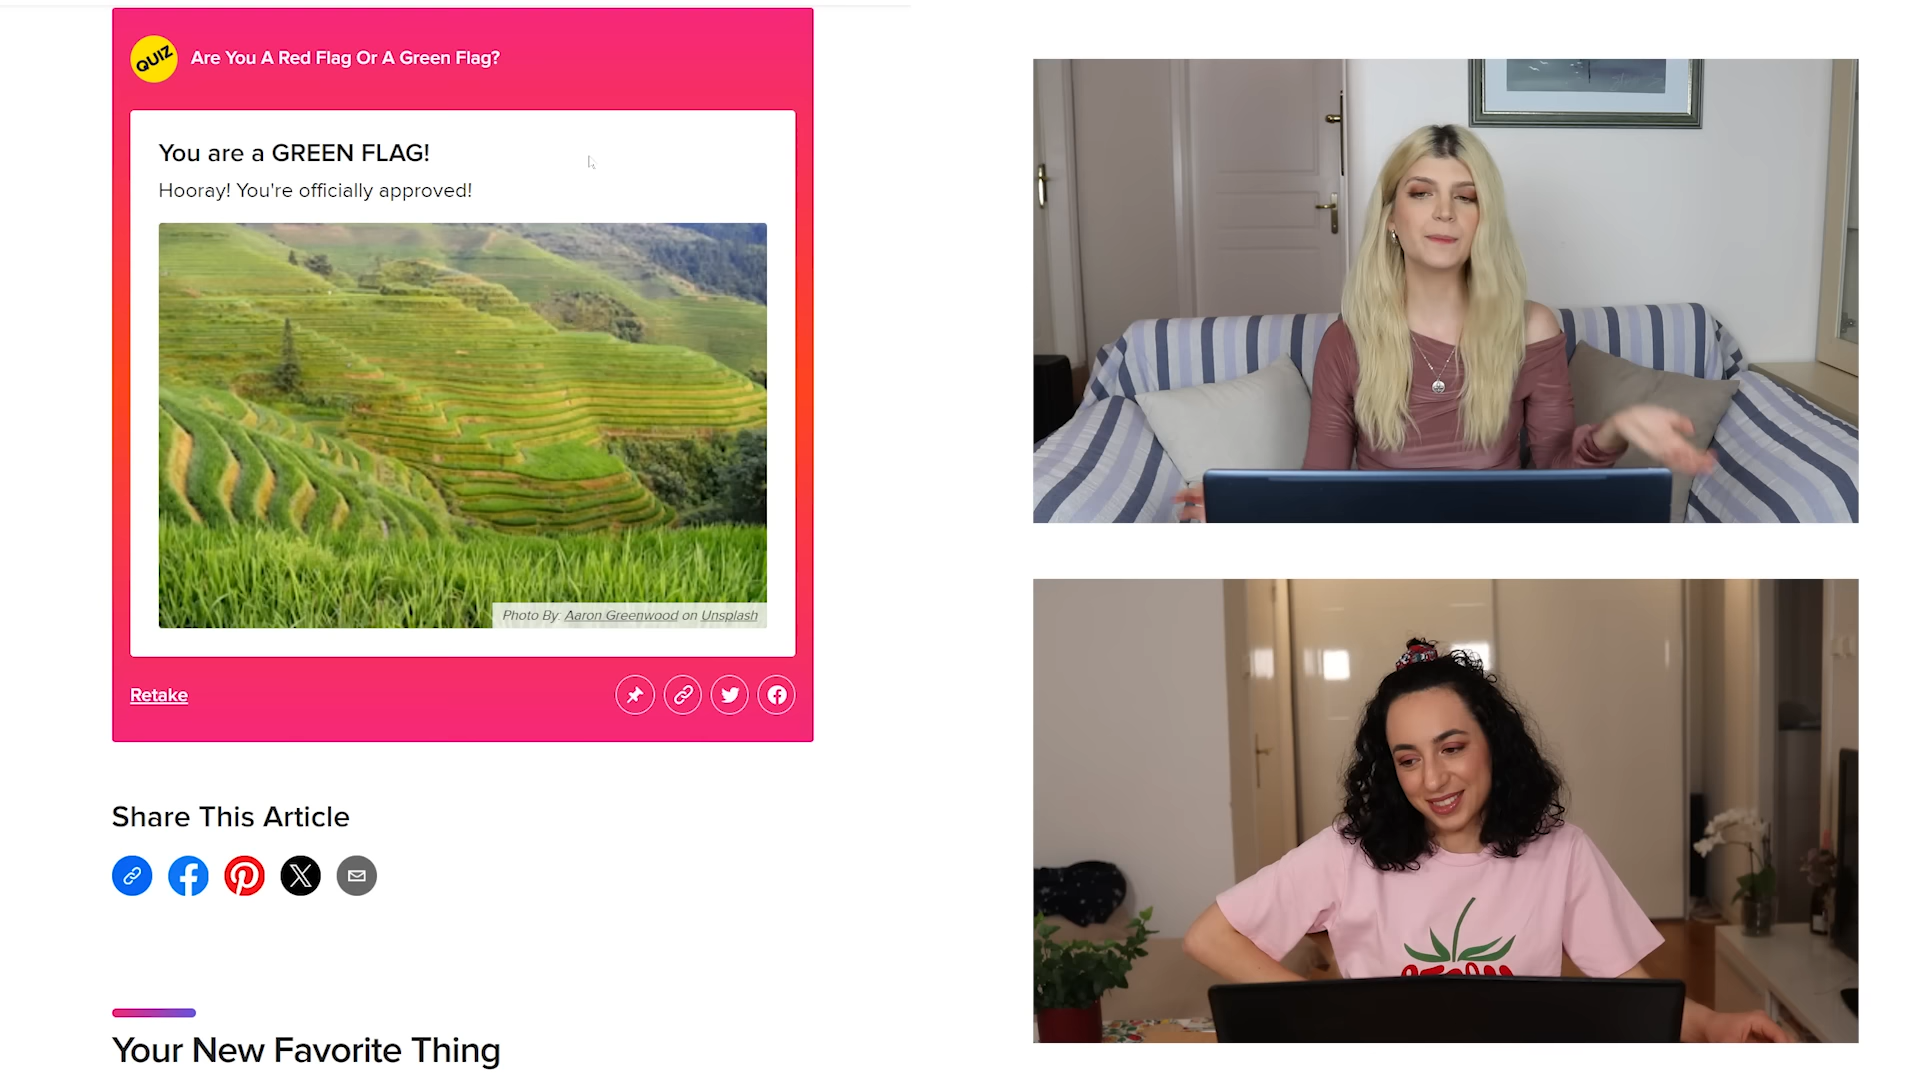 QUIZ
Are You A Red Flag Or A Green Flag?
You are a GREEN FLAG!
Hooray! You're officially approved!
Photo By: Aaron Greenwood on Unsplash
Retake
Share This Article
Your New Favorite Thing